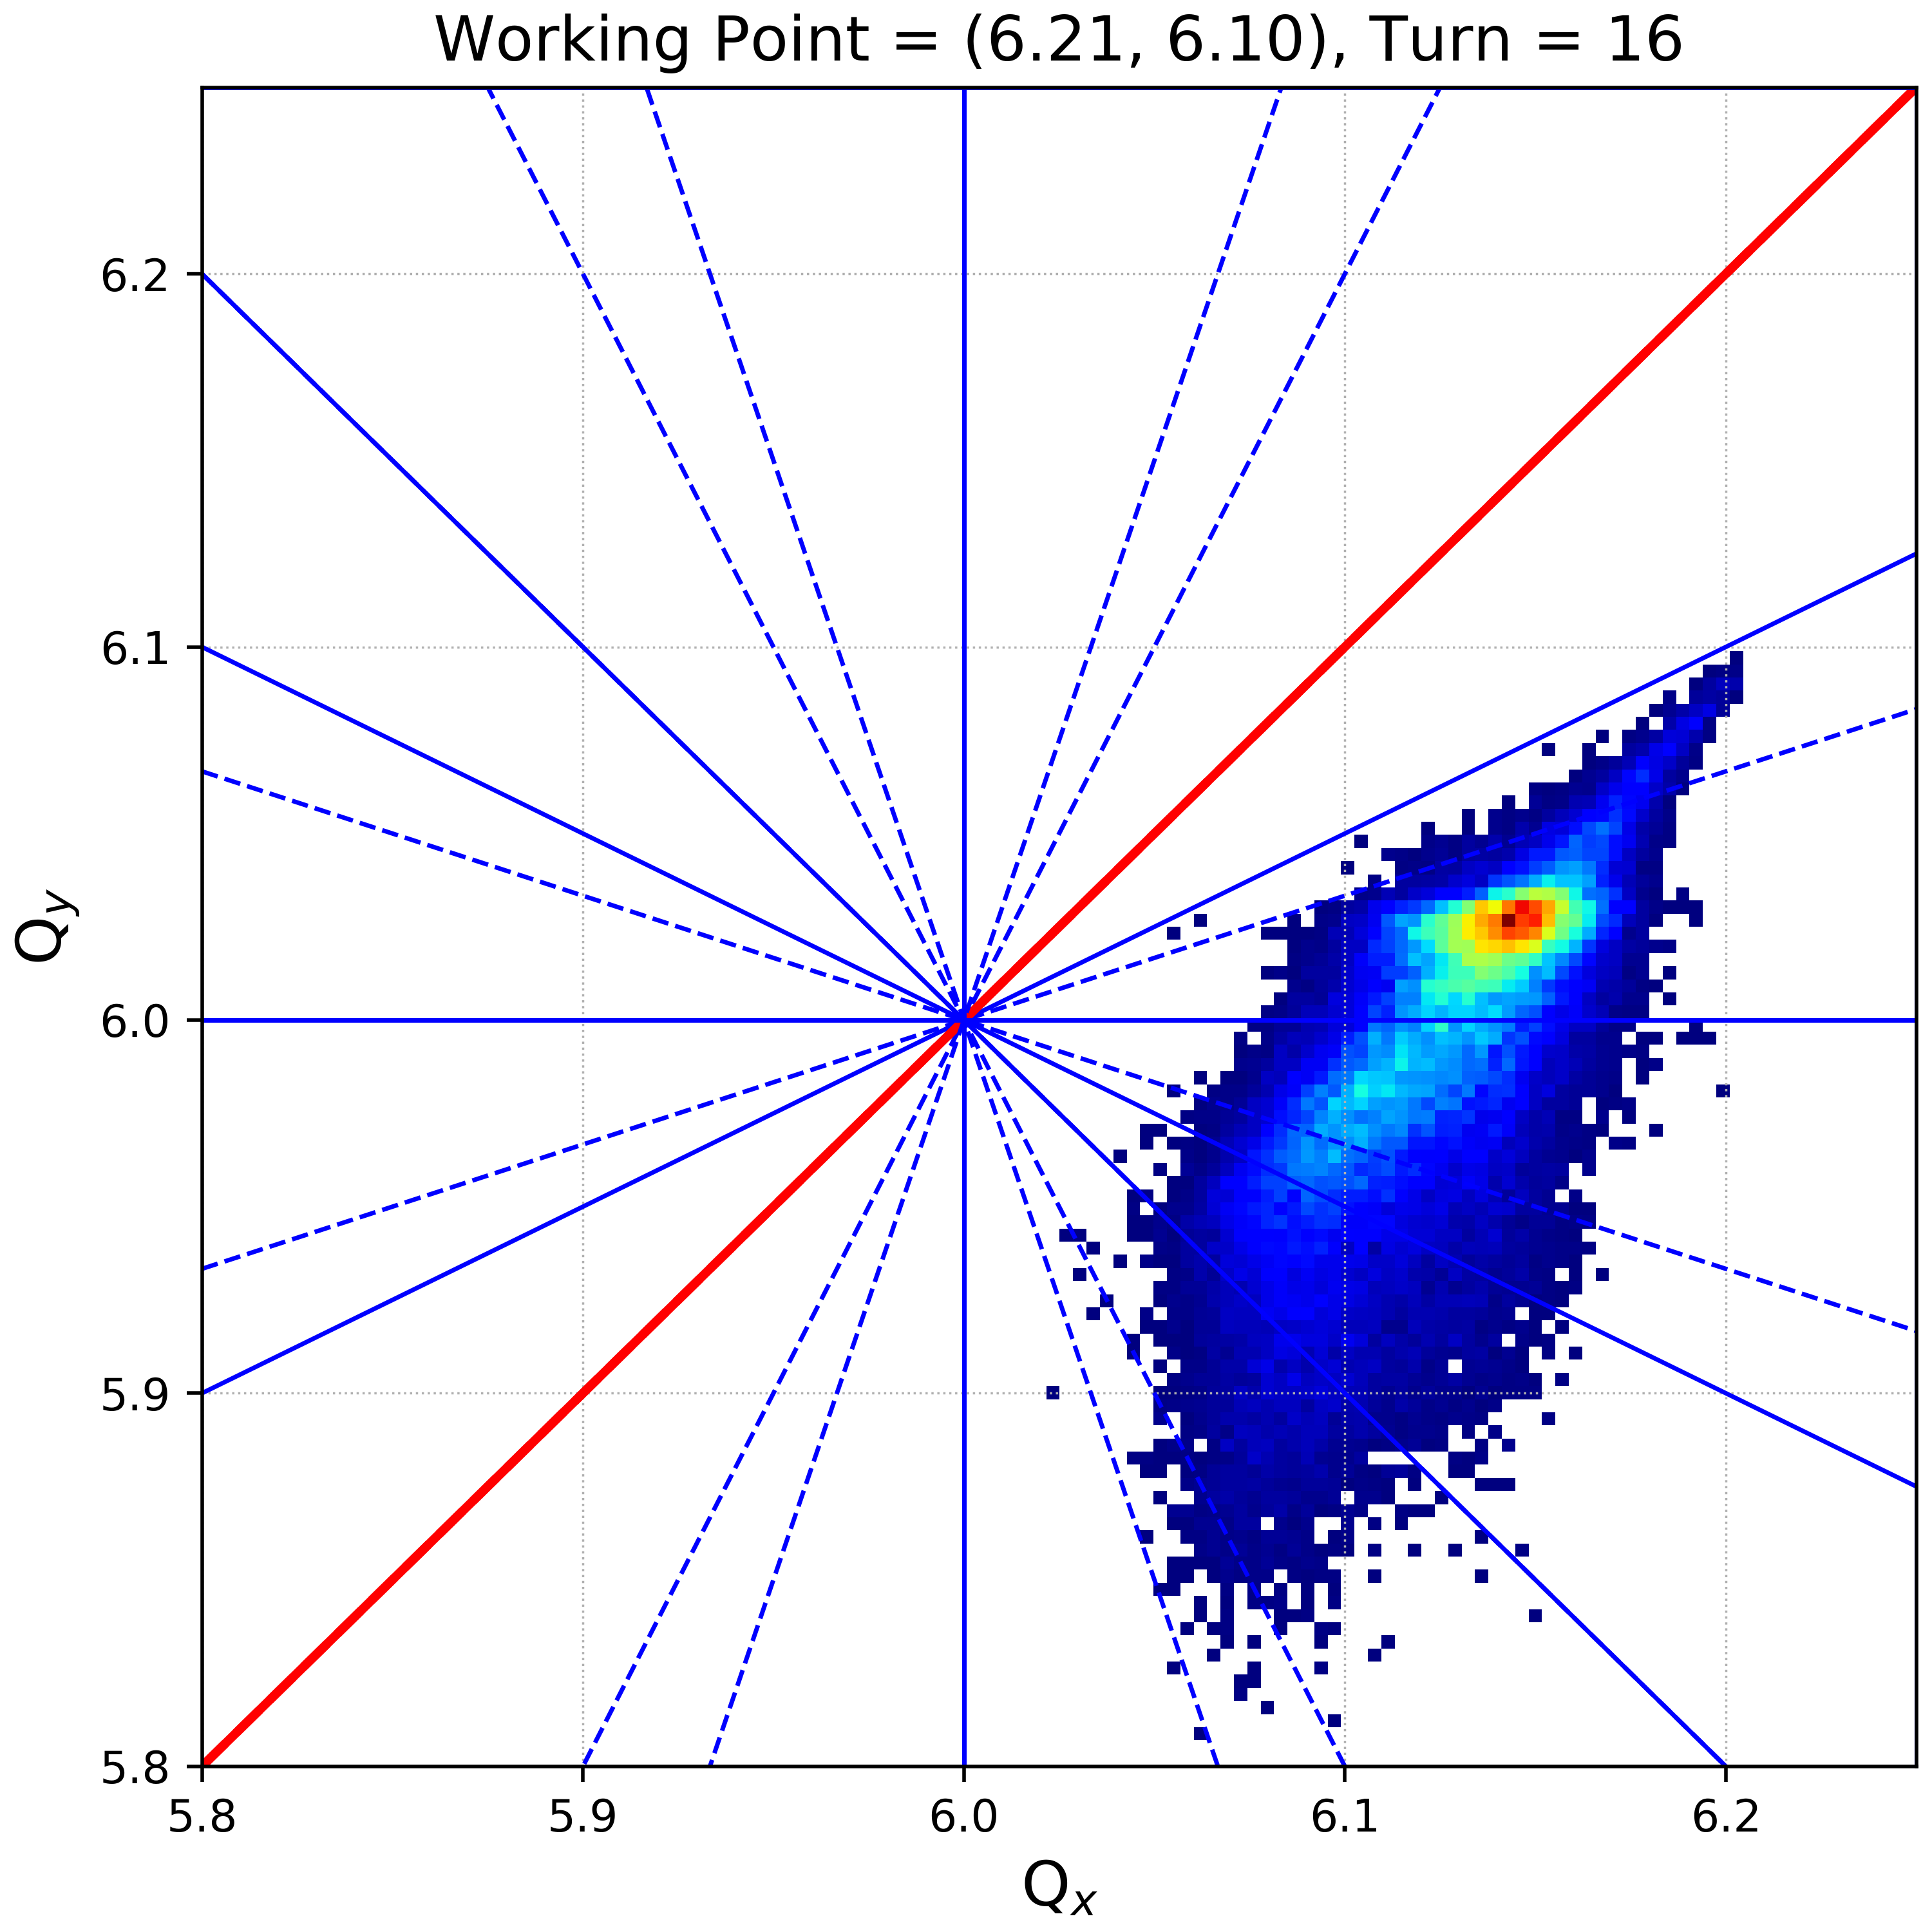 Working Point = (6.21, 6.10), Turn = 16
6.2
6.1
6.0
5.9
5.8
Qy
5.8 5.9 6.0 6.1 6.2
Qx